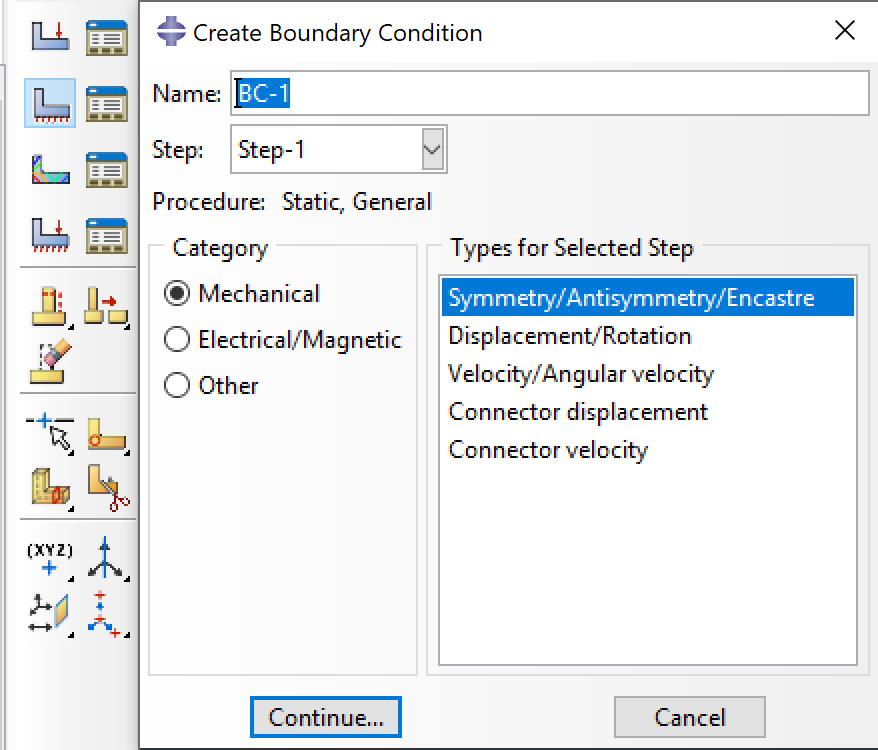 Create Boundary Condition
Name: BC-1
Step: Step-1
Procedure: Static, General
Category
Mechanical
Electrical/Magnetic
Other
Types for Selected Step
Symmetry/Antisymmetry/Encastre
Displacement/Rotation
Velocity/Angular velocity
Connector displacement
Connector velocity
(XYZ)
Continue...
Cancel